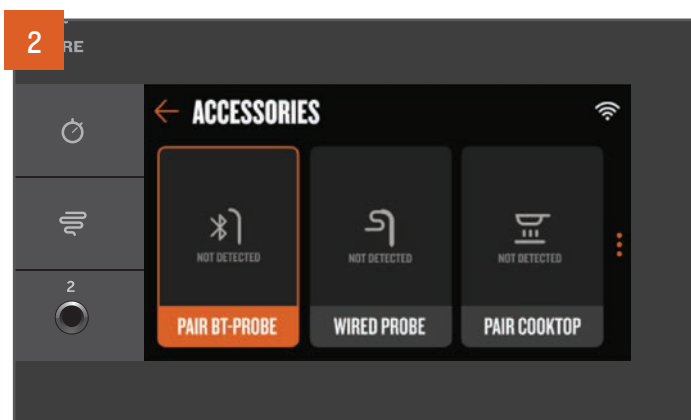 2
RE
ACCESSORIES
NOT DETECTED
NOT DETECTED
NOT DETECTED
2
PAIR BT-PROBE
WIRED PROBE
PAIR COOKTOP